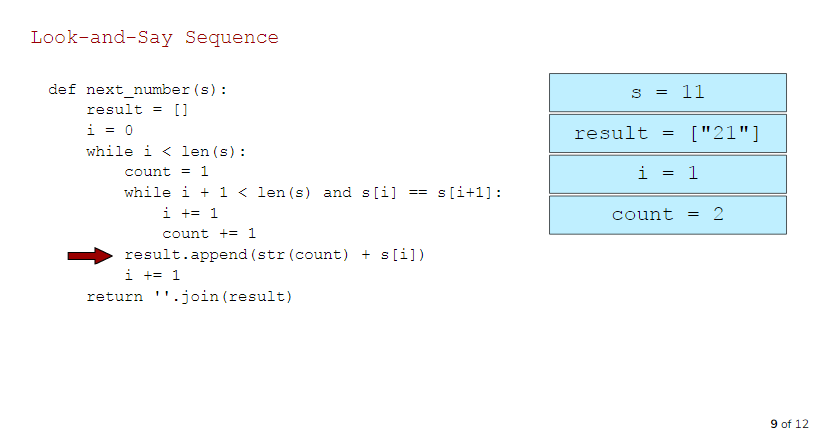 Look-and-Say Sequence
def next_number(s):
    result = []
    i = 0
    while i < len(s):
        count = 1
        while i + 1 < len(s) and s[i] == s[i+1]:
            i += 1
            count += 1
        result.append(str(count) + s[i])
        i += 1
    return ''.join(result)
s = 11
result = ["21"]
i = 1
count = 2
9 of 12